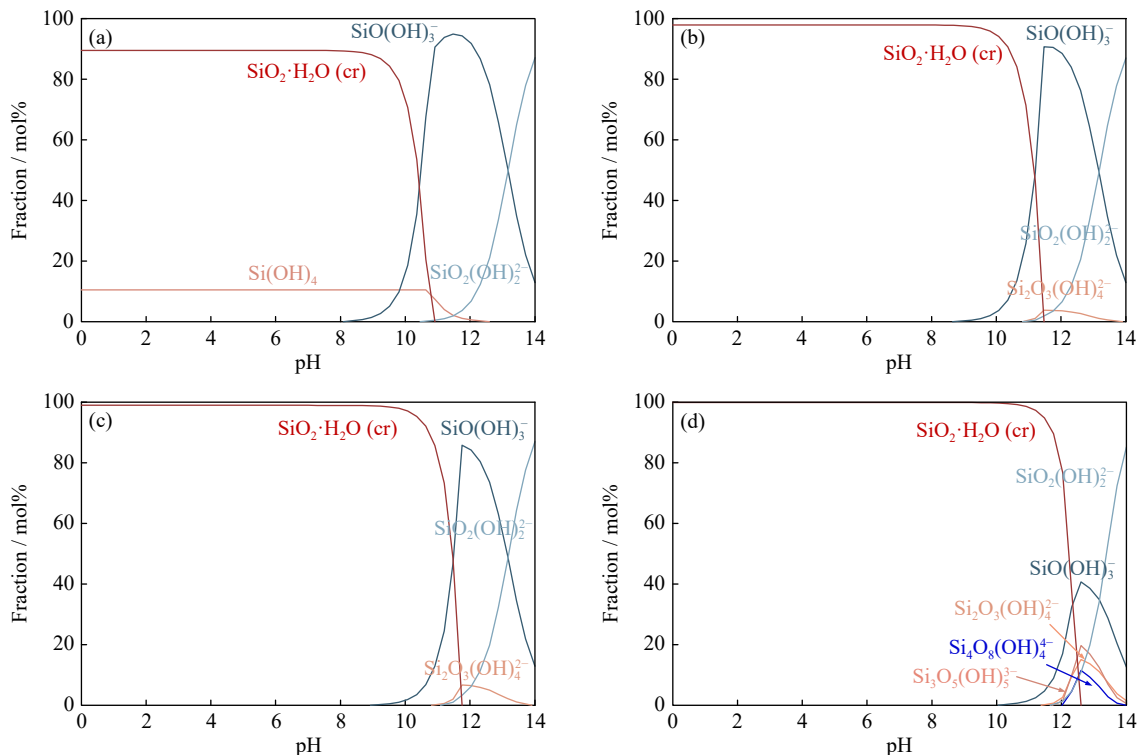 (a)
SiO(OH)₃⁻
SiO₂·H₂O (cr)
Si(OH)₄
SiO₂(OH)₂²⁻
Fraction / mol%
100
80
60
40
20
0
0 2 4 6 8 10 12 14
pH
(b)
SiO(OH)₃⁻
SiO₂·H₂O (cr)
SiO₂(OH)₂²⁻
Si₂O₃(OH)₄²⁻
Fraction / mol%
100
80
60
40
20
0
0 2 4 6 8 10 12 14
pH
(c)
SiO₂·H₂O (cr)
SiO(OH)₃⁻
SiO₂(OH)₂²⁻
Si₂O₃(OH)₄²⁻
Fraction / mol%
100
80
60
40
20
0
0 2 4 6 8 10 12 14
pH
(d)
SiO₂·H₂O (cr)
SiO₂(OH)₂²⁻
SiO(OH)₃⁻
Si₂O₃(OH)₄²⁻
Si₄O₈(OH)₄⁴⁻
Si₃O₅(OH)₅³⁻
Fraction / mol%
100
80
60
40
20
0
0 2 4 6 8 10 12 14
pH